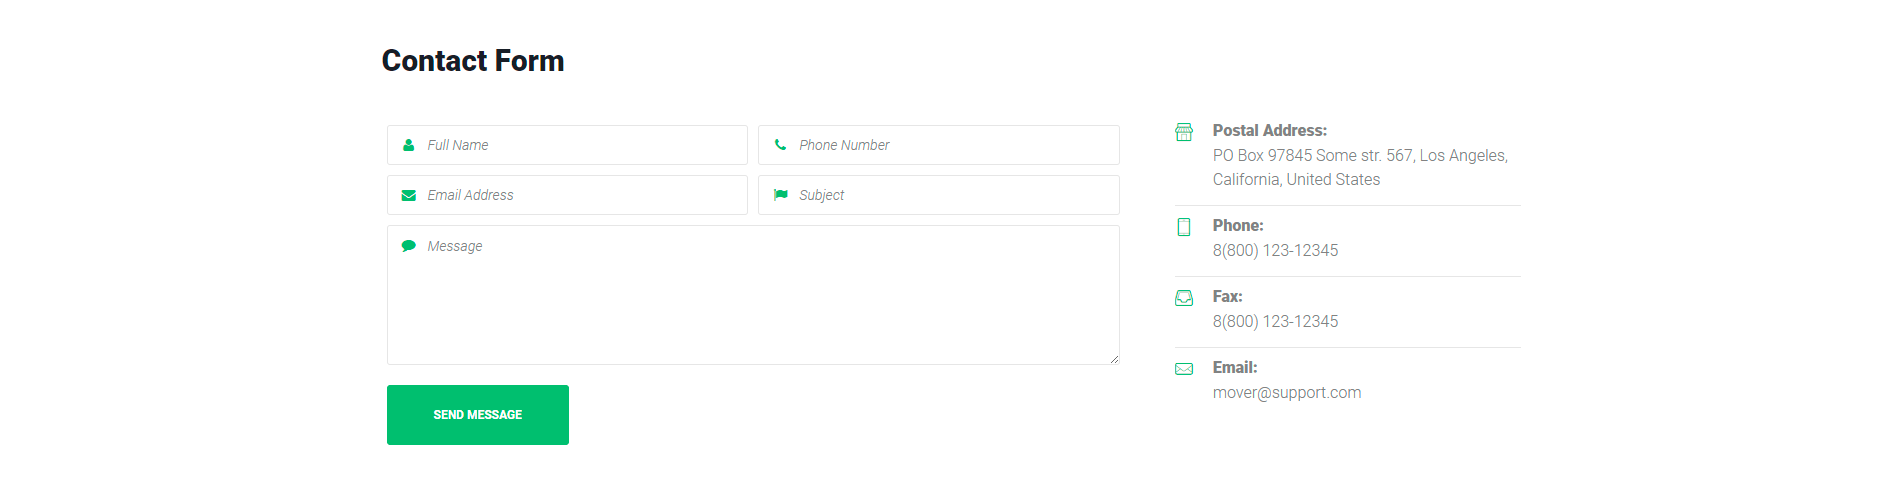 Contact Form
Full Name
Phone Number
Email Address
Subject
Message
SEND MESSAGE
Postal Address:
PO Box 97845 Some str. 567, Los Angeles,
California, United States
Phone:
8(800) 123-12345
Fax:
8(800) 123-12345
Email:
mover@support.com